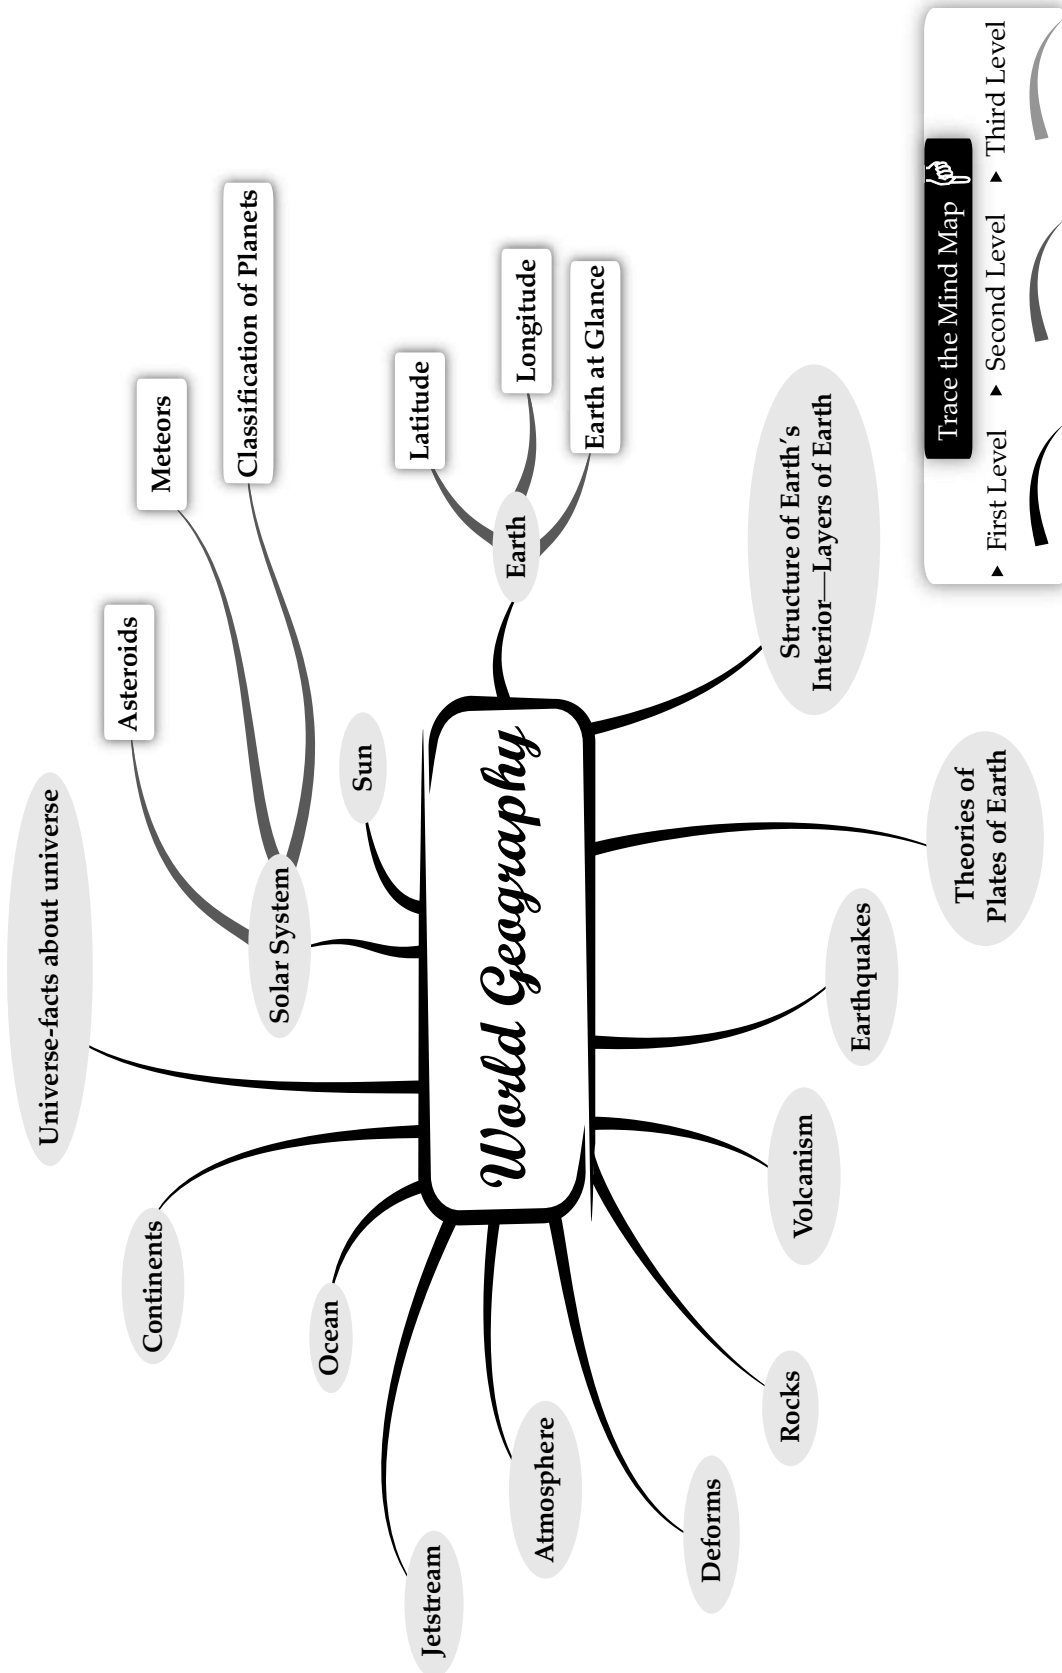 World Geography
Universe-facts about universe
Solar System
Asteroids
Meteors
Classification of Planets
Sun
Earth
Latitude
Longitude
Earth at Glance
Structure of Earth's
Interior—Layers of Earth
Theories of
Plates of Earth
Earthquakes
Volcanism
Rocks
Deforms
Atmosphere
Jetstream
Ocean
Continents
Trace the Mind Map
► First Level ► Second Level ► Third Level